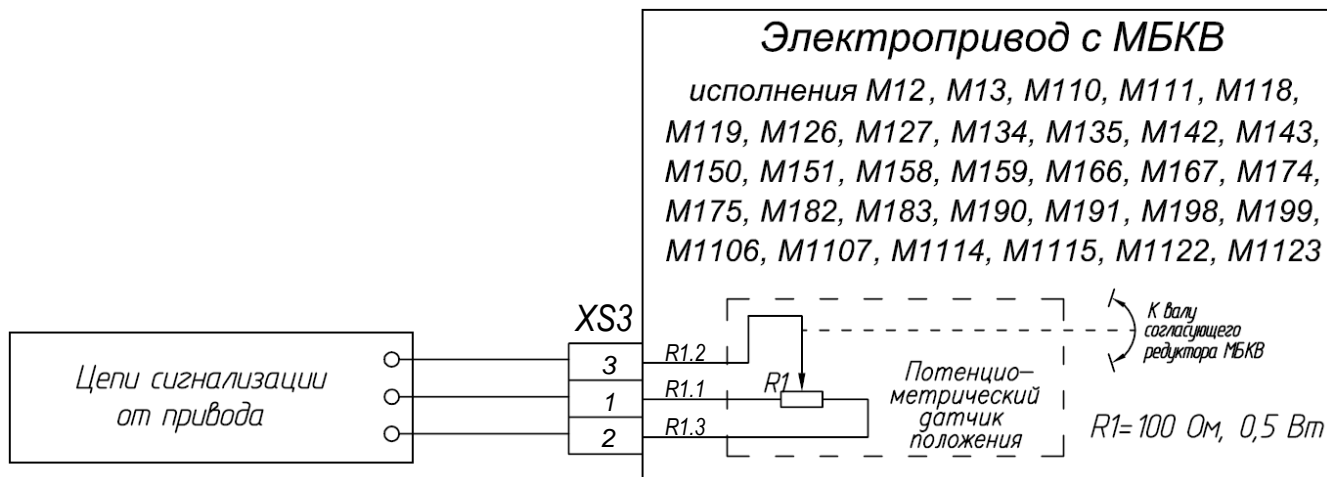 Электропривод с МБКВ
исполнения М12, М13, М110, М111, М118,
М119, М126, М127, М134, М135, М142, М143,
М150, М151, М158, М159, М166, М167, М174,
М175, М182, М183, М190, М191, М198, М199,
М1106, М1107, М1114, М1115, М1122, М1123
XS3
3
1
2
R1.2
R1.1
R1.3
R1
Цепи сигнализации
от привода
Потенцио-
метрический
датчик
положения
К валу
согласующего
редуктора МБКВ
R1=100 Ом, 0,5 Вт